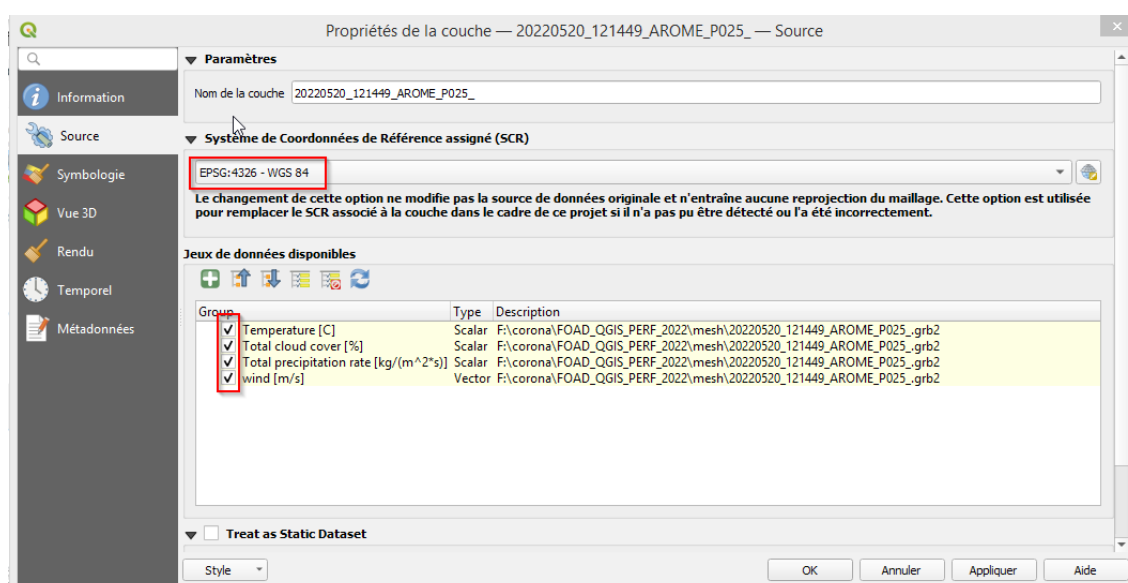 Propriétés de la couche — 20220520_121449_AROME_P025_ — Source
Information
Source
Symbologie
Vue 3D
Rendu
Temporel
Métadonnées
Paramètres
Nom de la couche 20220520_121449_AROME_P025_
Système de Coordonnées de Référence assigné (SCR)
EPSG:4326 - WGS 84
Le changement de cette option ne modifie pas la source de données originale et n'entraîne aucune reprojection du maillage. Cette option est utilisée
pour remplacer le SCR associé à la couche dans le cadre de ce projet si il n'a pas pu être détecté ou l'a été incorrectement.
Jeux de données disponibles
Group Type Description
Temperature [C] Scalar F:\corona\FOAD_QGIS_PERF_2022\mesh\20220520_121449_AROME_P025_.grb2
Total cloud cover [%] Scalar F:\corona\FOAD_QGIS_PERF_2022\mesh\20220520_121449_AROME_P025_.grb2
Total precipitation rate [kg/(m^2*s)] Scalar F:\corona\FOAD_QGIS_PERF_2022\mesh\20220520_121449_AROME_P025_.grb2
wind [m/s] Vector F:\corona\FOAD_QGIS_PERF_2022\mesh\20220520_121449_AROME_P025_.grb2
Treat as Static Dataset
Style OK Annuler Appliquer Aide